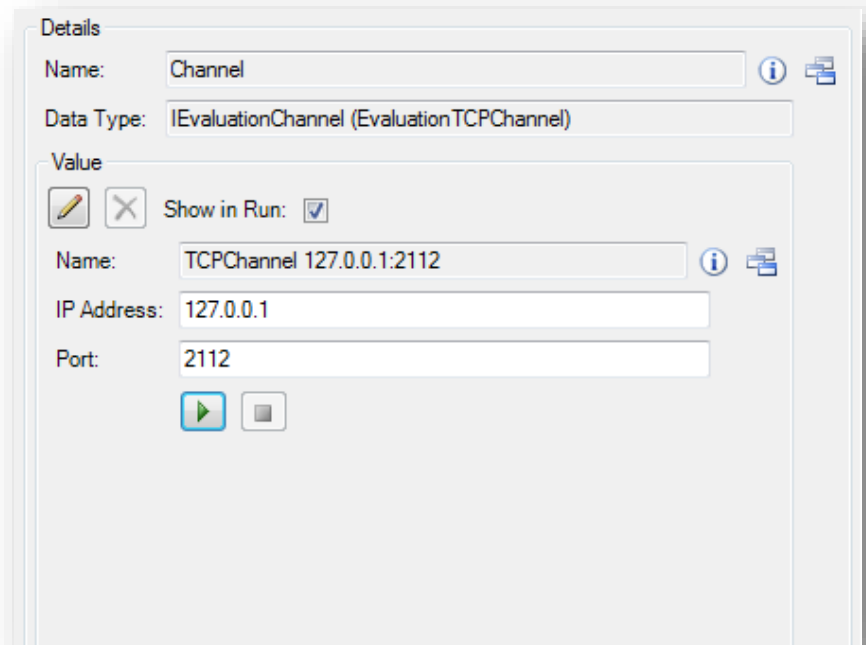 Details
Name: Channel
Data Type: IEvaluationChannel (EvaluationTCPChannel)
Value
Show in Run:
Name: TCPChannel 127.0.0.1:2112
IP Address: 127.0.0.1
Port: 2112